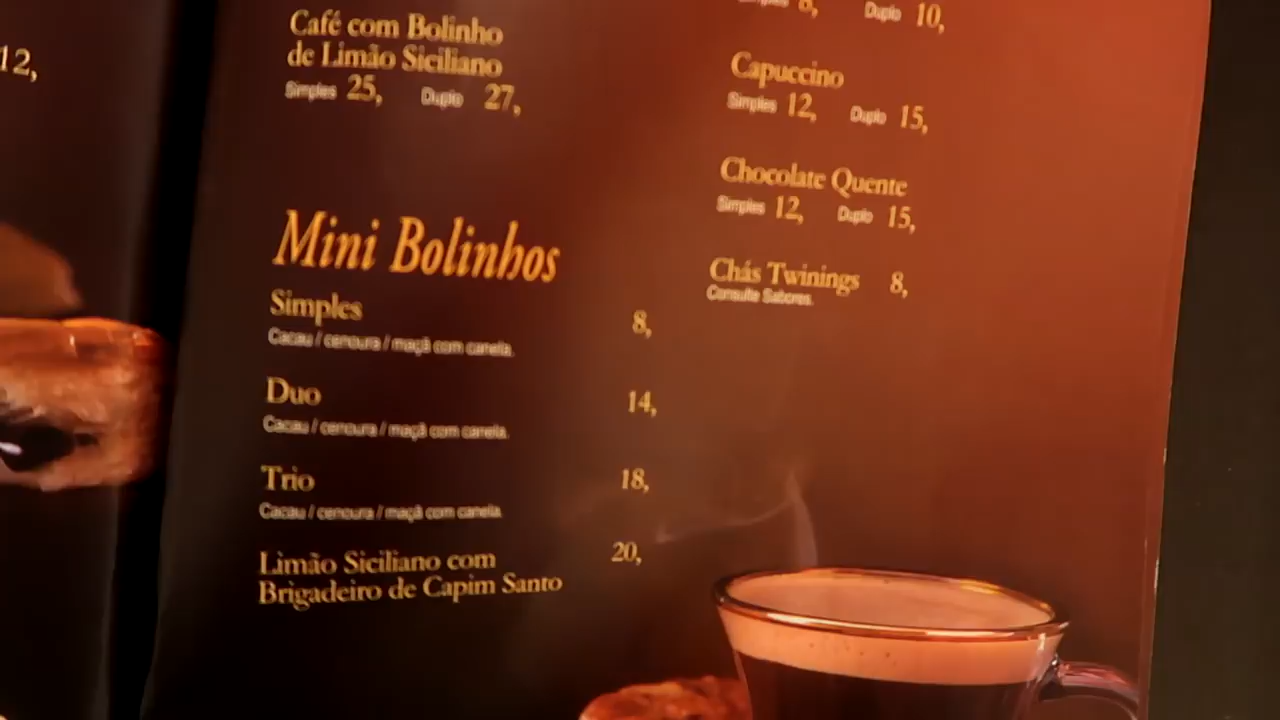 12,
Café com Bolinho
de Limão Siciliano
Simples 25, Duplo 27,
Mini Bolinhos
Simples 8,
Cacau / cenoura / maçã com canela.
Duo 14,
Cacau / cenoura / maçã com canela.
Trio 18,
Cacau / cenoura / maçã com canela.
Limão Siciliano com 20,
Brigadeiro de Capim Santo
Simples 8, Duplo 10,
Capuccino
Simples 12, Duplo 15,
Chocolate Quente
Simples 12, Duplo 15,
Chás Twinings 8,
Consulte Sabores.